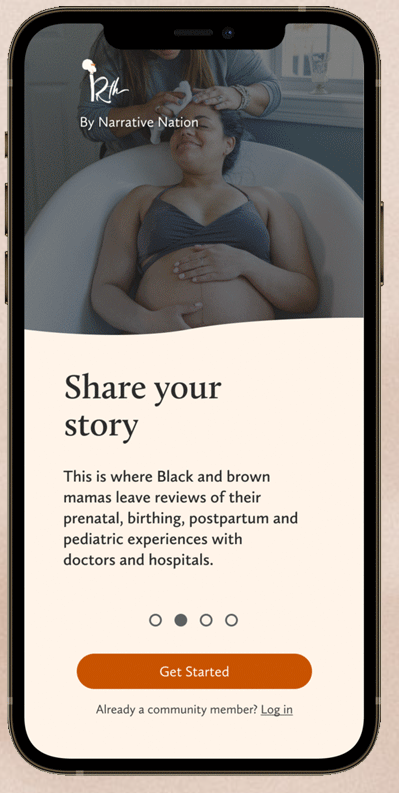 Irth
By Narrative Nation
Share your
story
This is where Black and brown
mamas leave reviews of their
prenatal, birthing, postpartum and
pediatric experiences with
doctors and hospitals.
Get Started
Already a community member? Log in